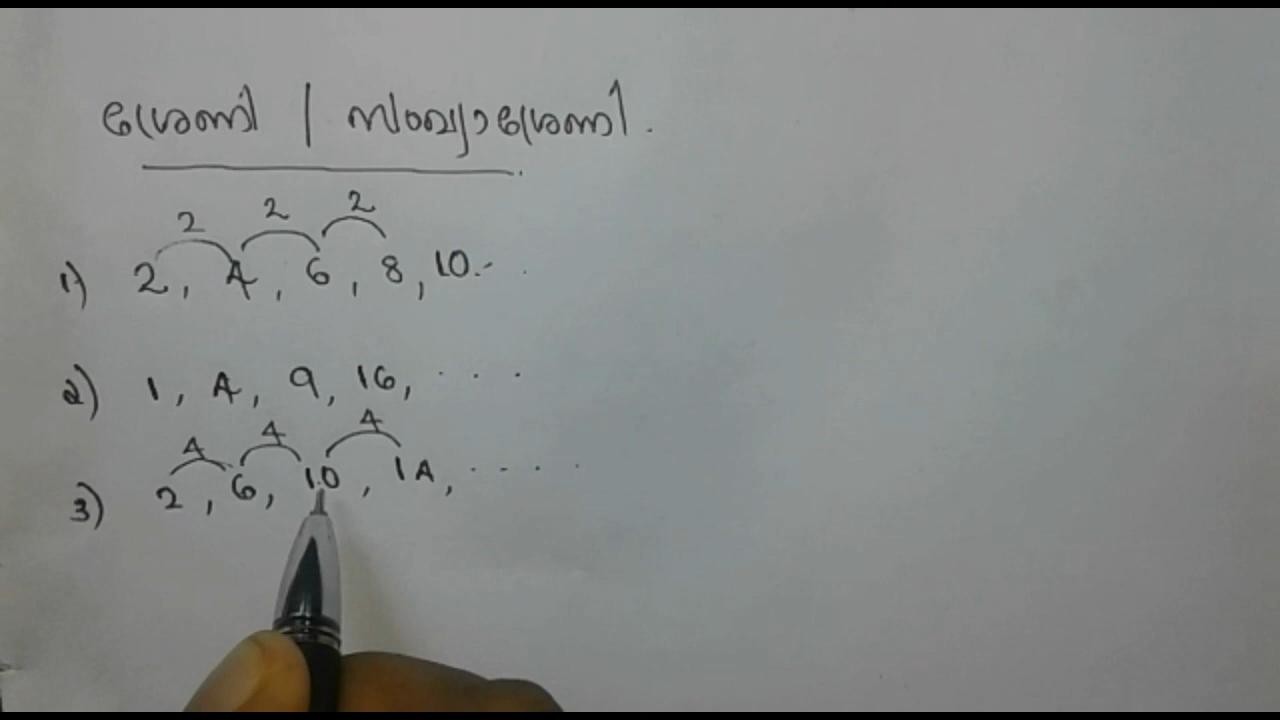 ശ്രേണി | സംഖ്യാശ്രേണി.
2 2 2
1) 2, 4, 6, 8, 10...
2) 1, 4, 9, 16, ...
4 4 4
3) 2, 6, 10, 14, ....